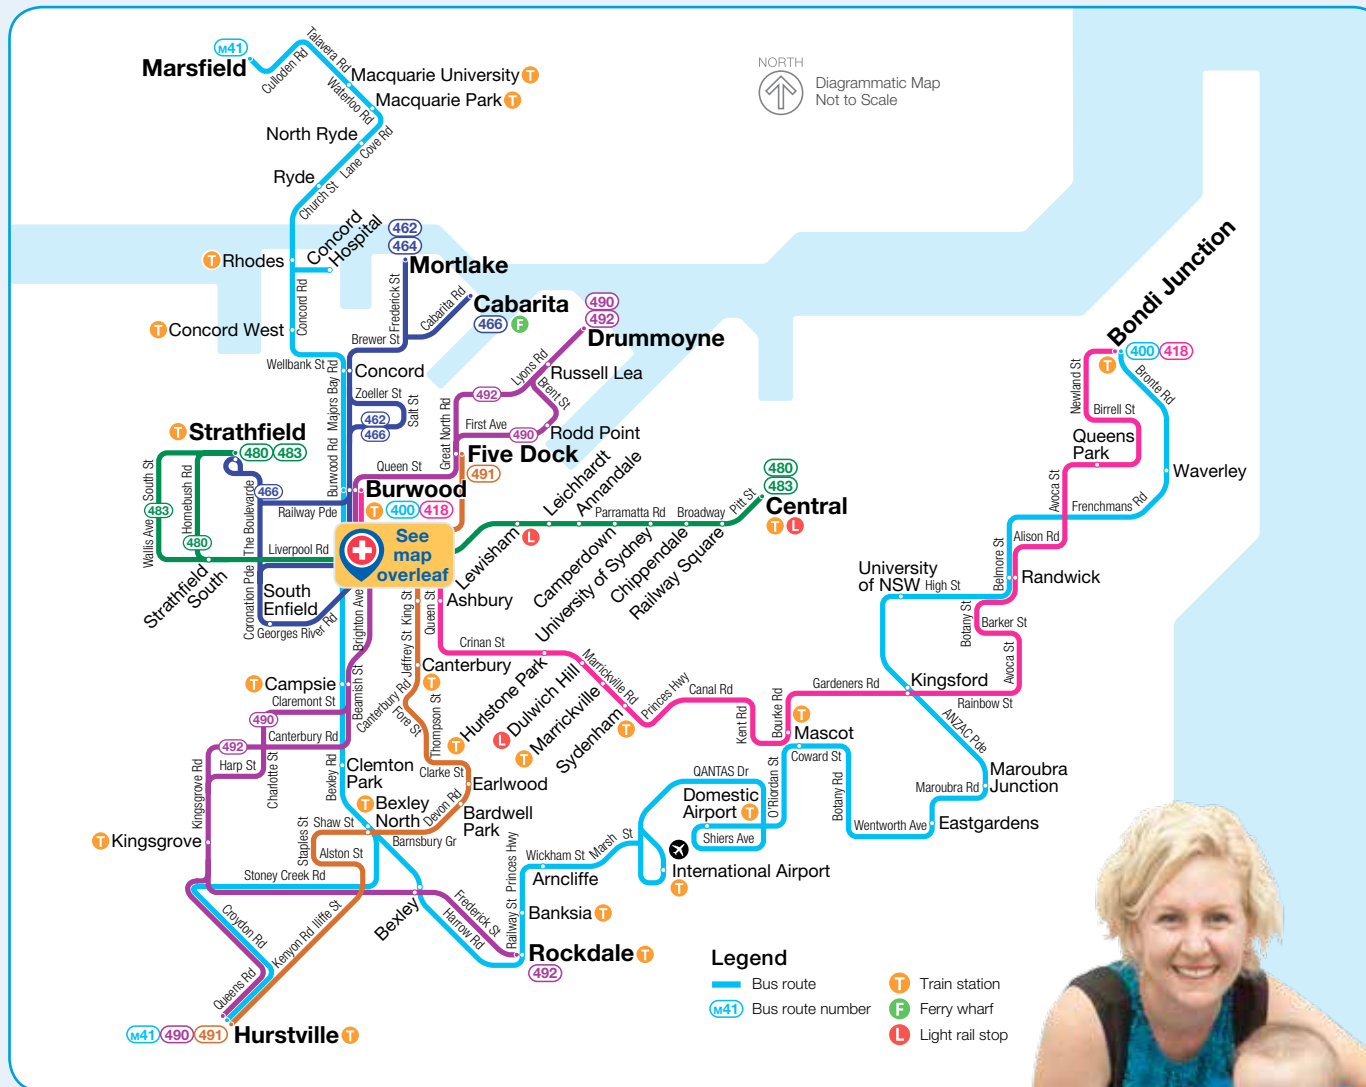 M41
Marsfield
Culloden Rd
Talavera Rd
Macquarie University T
Waterloo Rd
Macquarie Park T
North Ryde
Lane Cove Rd
Ryde
Church St
NORTH
Diagrammatic Map
Not to Scale
T Rhodes
Concord
Hospital
Concord Rd
T Concord West
Wellbank St
462
464
Mortlake
Frederick St
Cabarita Rd
Cabarita
466 F
Brewer St
Concord
Majors Bay Rd
Zoeller St
Salt St
462
466
490
492
Drummoyne
Lyons Rd
Russell Lea
Brent St
492
Great North Rd
First Ave
490
Rodd Point
Five Dock
491
Queen St
Burwood Rd
Burwood
T 400 418
T Strathfield
480 483
466
Railway Pde
The Boulevarde
Homebush Rd
South St
Wallis Ave
483
480
Liverpool Rd
Strathfield
South
Coronation Pde
South
Enfield
Georges River Rd
See
map
overleaf
Lewisham
L
Leichhardt
Annandale
Parramatta Rd
Camperdown
University of Sydney
Broadway
Chippendale
Railway Square
Pitt St
480
483
Central
T L
Bondi Junction
400 418
T
Newland St
Bronte Rd
Birrell St
Queens
Park
Waverley
Avoca St
Frenchmans Rd
Alison Rd
Belmore St
Randwick
University
of NSW
High St
Botany St
Barker St
Avoca St
Kingsford
Gardeners Rd
Rainbow St
ANZAC Pde
Maroubra
Junction
Maroubra Rd
Eastgardens
Wentworth Ave
Botany Rd
Coward St
Mascot
T
Bourke Rd
Kent Rd
Canal Rd
Princes Hwy
Marrickville Rd
Ashbury
Queen St
Crinan St
T Hurlstone Park
L Dulwich Hill
T Marrickville
Sydenham T
King St
Jeffrey St
Canterbury
T
Canterbury Rd
Fore St
Thompson St
Clarke St
Earlwood
Devon Rd
Bardwell
Park
Barnsbury Gr
Brighton Ave
T Campsie
Beamish St
Claremont St
490
492
Canterbury Rd
Harp St
Charlotte St
Kingsgrove Rd
T Kingsgrove
Bexley Rd
Clemton
Park
T Bexley
North
Shaw St
Staples St
Alston St
Stoney Creek Rd
Croydon Rd
Queens Rd
Kenyon Rd
Iliffe St
M41 490 491 Hurstville T
Bexley
Frederick St
Harrow Rd
Rockdale T
492
Railway St
Princes Hwy
Banksia T
Arncliffe
Wickham St
Marsh St
QANTAS Dr
Domestic
Airport T
Shiers Ave
O'Riordan St
International Airport
T
Legend
Bus route
M41 Bus route number
T Train station
F Ferry wharf
L Light rail stop